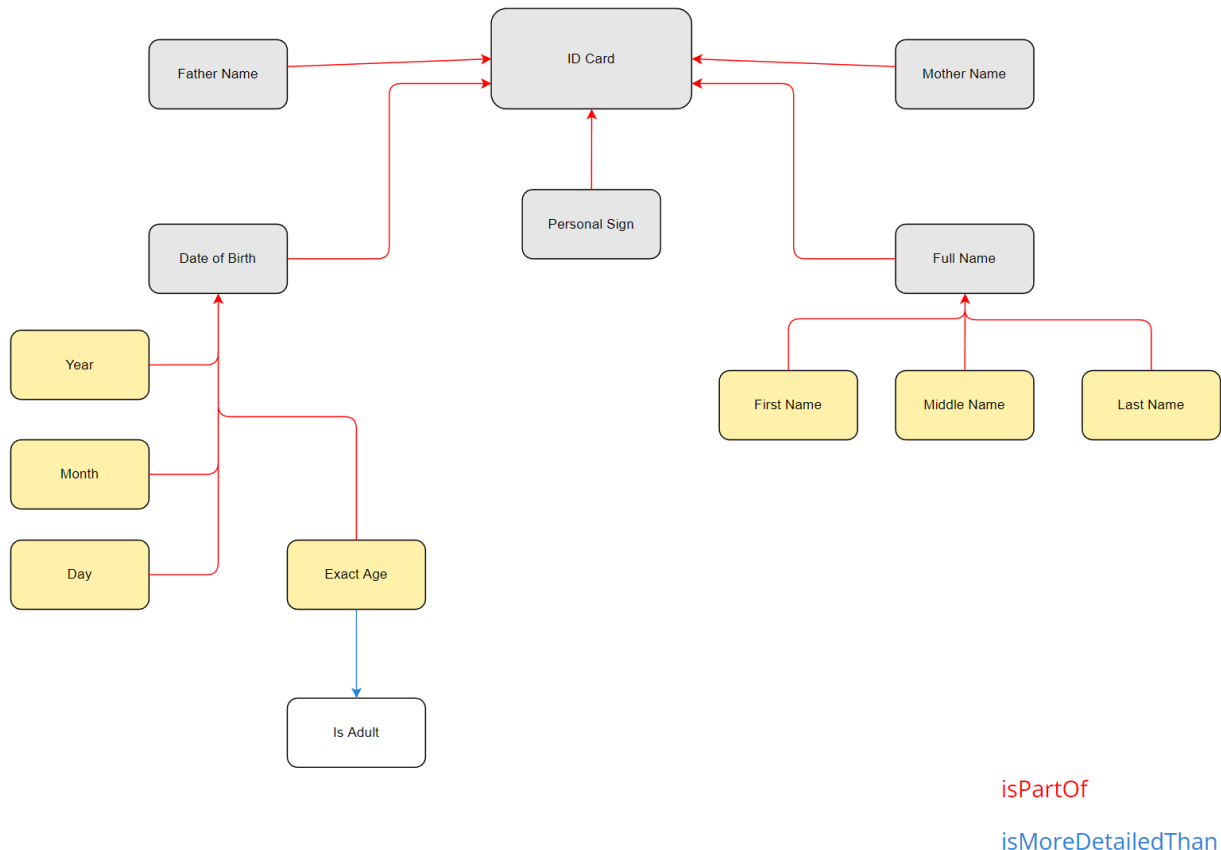 ID Card
Father Name
Mother Name
Personal Sign
Date of Birth
Full Name
Year
First Name
Middle Name
Last Name
Month
Day
Exact Age
Is Adult
isPartOf
isMoreDetailedThan